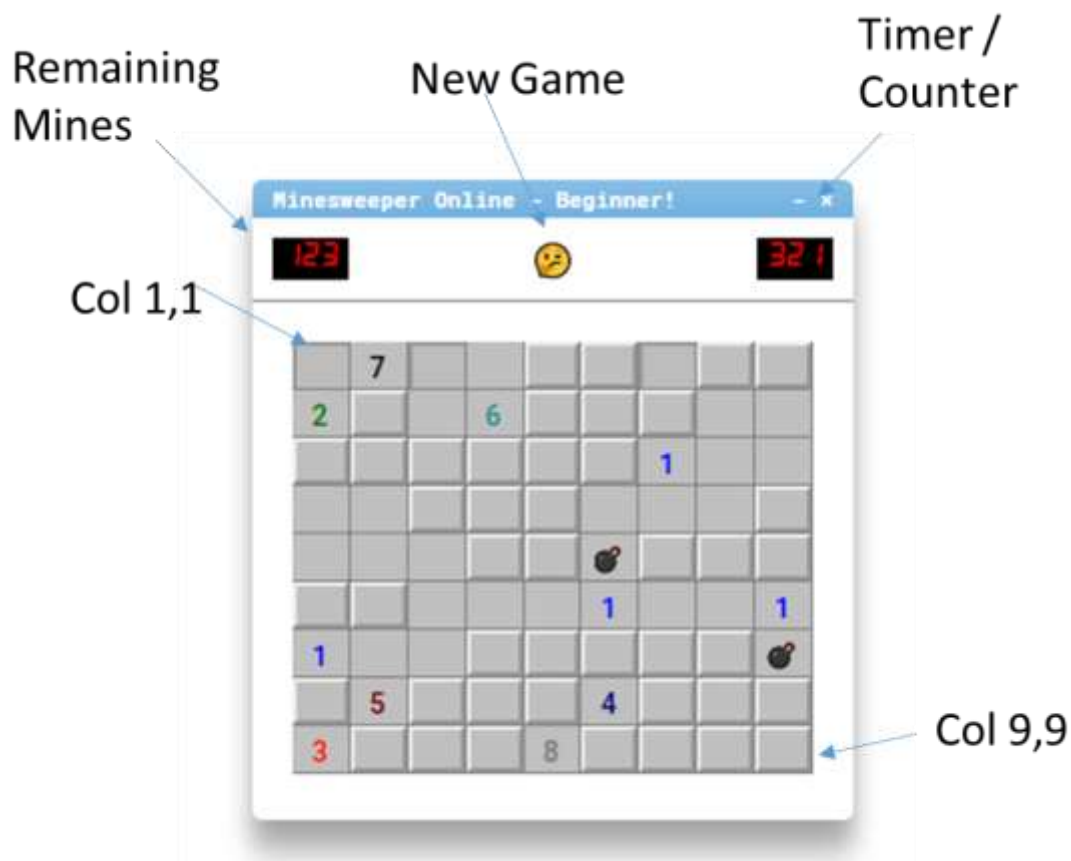 Timer /
Counter
Remaining
Mines
New Game
Minesweeper Online - Beginner! - ×
123 321
Col 1,1
7
2 6
1
1 1
1
5 4
3 8
Col 9,9